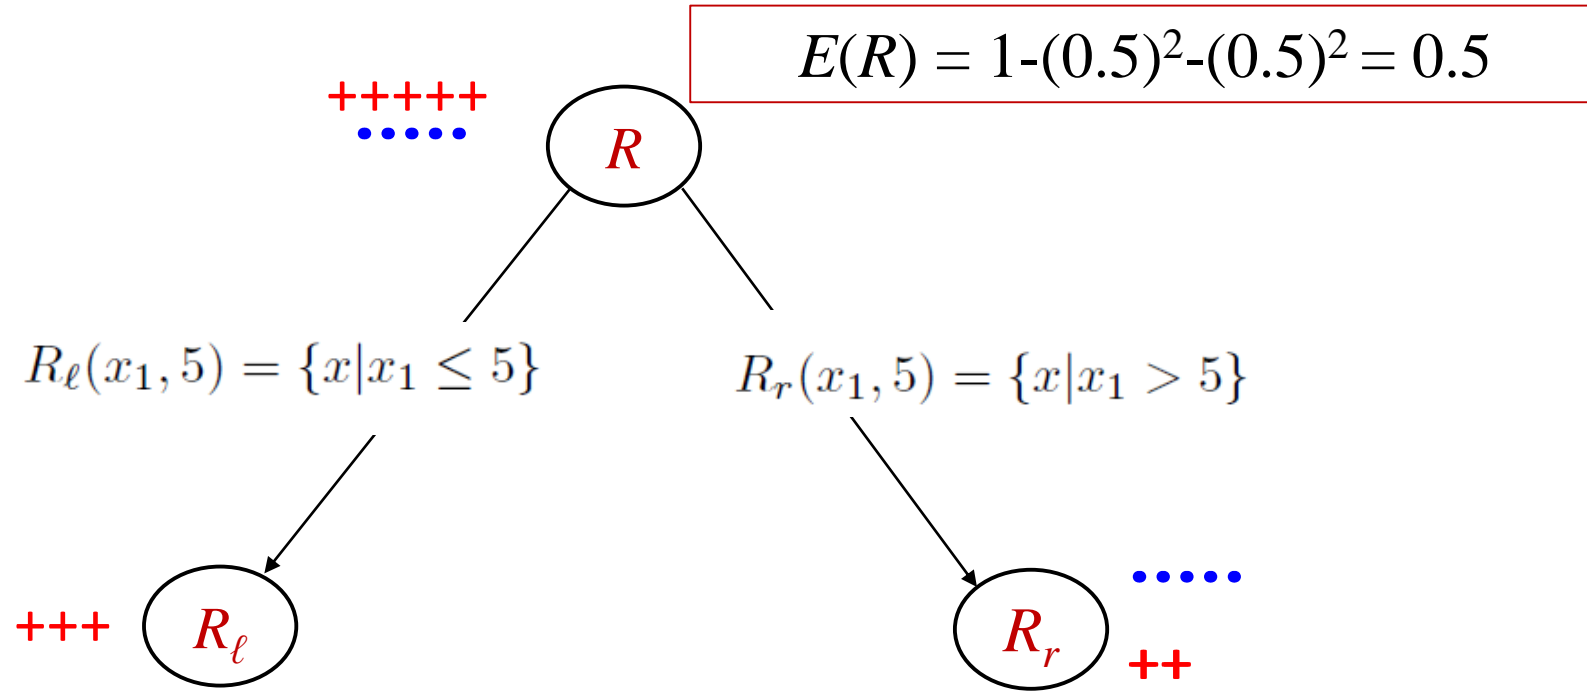 E(R) = 1-(0.5)²-(0.5)² = 0.5
+++++
•••••
R
Rℓ(x₁, 5) = {x|x₁ ≤ 5}
Rᵣ(x₁, 5) = {x|x₁ > 5}
•••••
+++
Rℓ
Rᵣ
++